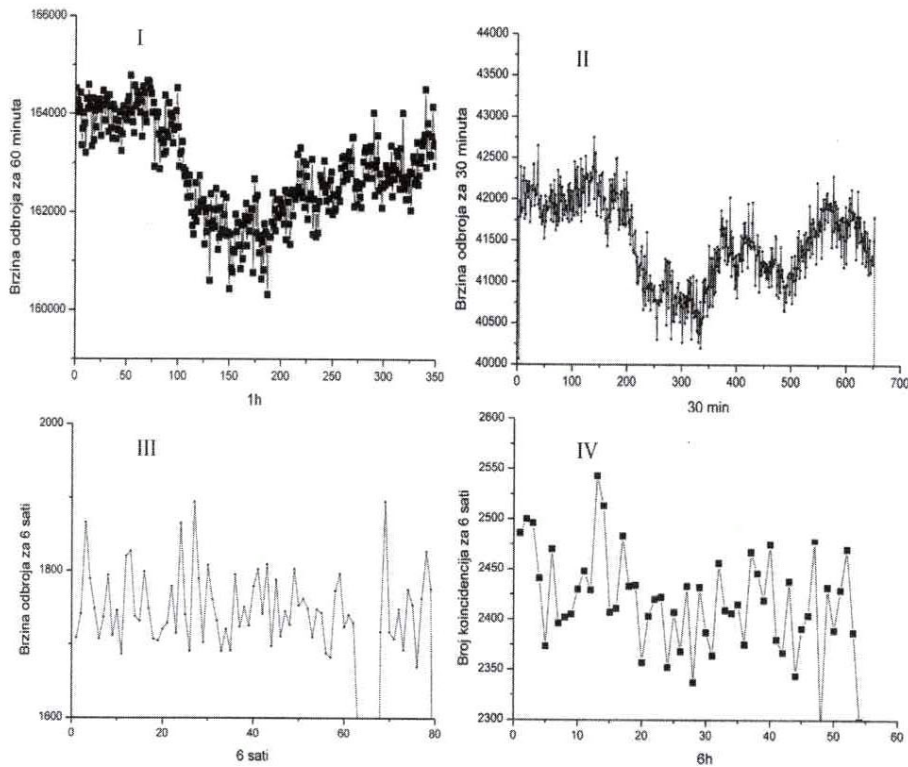 I
Brzina odbroja za 60 minuta
166000
164000
162000
160000
0 50 100 150 200 250 300 350
1h
II
Brzina odbroja za 30 minuta
44000
43500
43000
42500
42000
41500
41000
40500
40000
0 100 200 300 400 500 600 700
30 min
III
Brzina odbroja za 6 sati
2000
1800
1600
0 20 40 60 80
6 sati
IV
Broj koincidencija za 6 sati
2600
2550
2500
2450
2400
2350
2300
0 10 20 30 40 50 60
6h